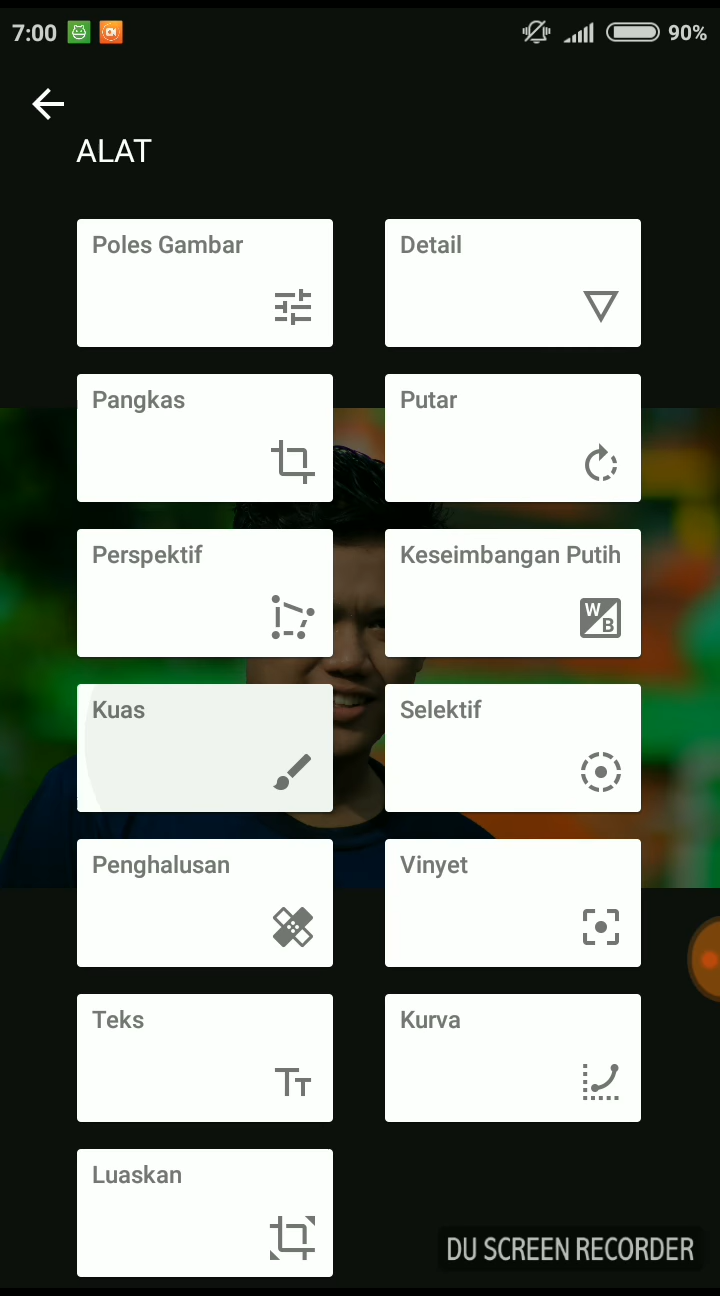 7:00
90%
ALAT
Poles Gambar
Detail
Pangkas
Putar
Perspektif
Keseimbangan Putih
W
B
Kuas
Selektif
Penghalusan
Vinyet
Teks
Kurva
TT
Luaskan
DU SCREEN RECORDER